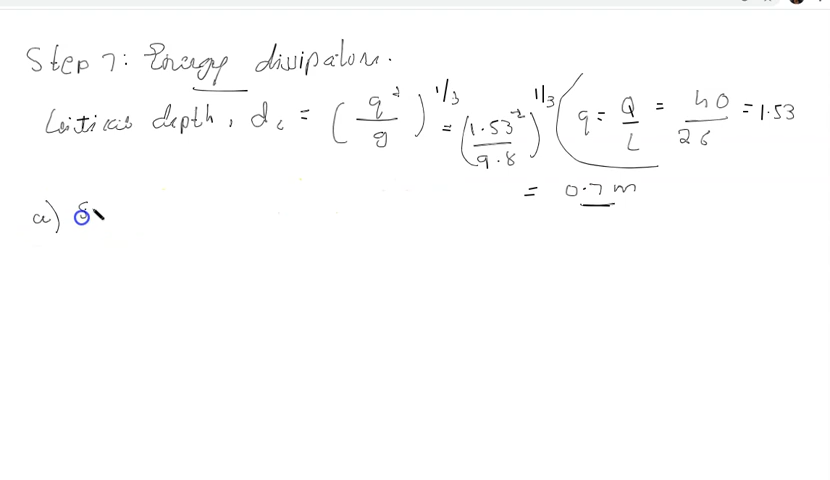 Step 7: Energy dissipators.
Critical depth, dc = (q²/g)^1/3 = (1.53²/9.8)^1/3 (q = Q/L = 40/26 = 1.53
= 0.7 m
a) S